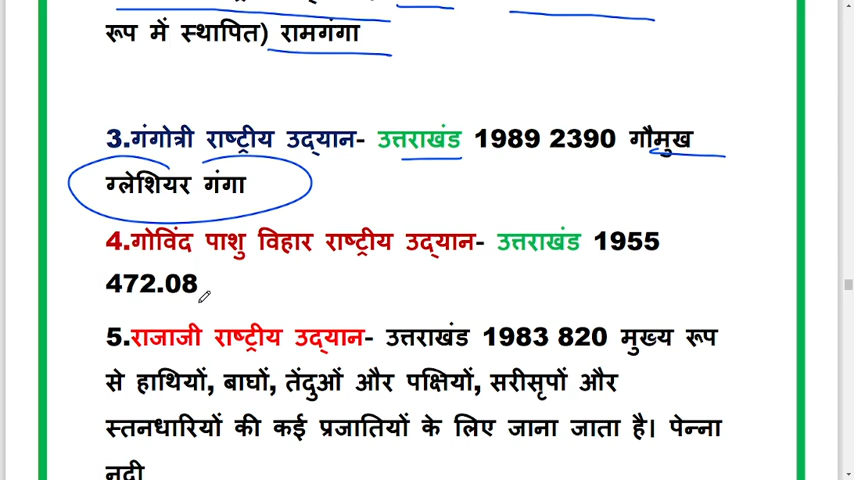 रूप में स्थापित) रामगंगा
3.गंगोत्री राष्ट्रीय उद्यान- उत्तराखंड 1989 2390 गौमुख
ग्लेशियर गंगा
4.गोविंद पाशु विहार राष्ट्रीय उद्यान- उत्तराखंड 1955
472.08
5.राजाजी राष्ट्रीय उद्यान- उत्तराखंड 1983 820 मुख्य रूप
से हाथियों, बाघों, तेंदुओं और पक्षियों, सरीसृपों और
स्तनधारियों की कई प्रजातियों के लिए जाना जाता है। पेन्ना
नदी